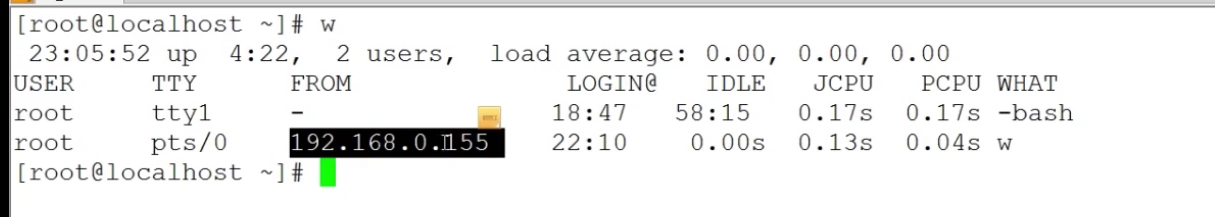 [root@localhost ~]# w
 23:05:52 up  4:22,  2 users,  load average: 0.00, 0.00, 0.00
USER     TTY      FROM              LOGIN@   IDLE   JCPU   PCPU WHAT
root     tty1     -                18:47   58:15   0.17s  0.17s -bash
root     pts/0    192.168.0.155    22:10    0.00s  0.13s  0.04s w
[root@localhost ~]#